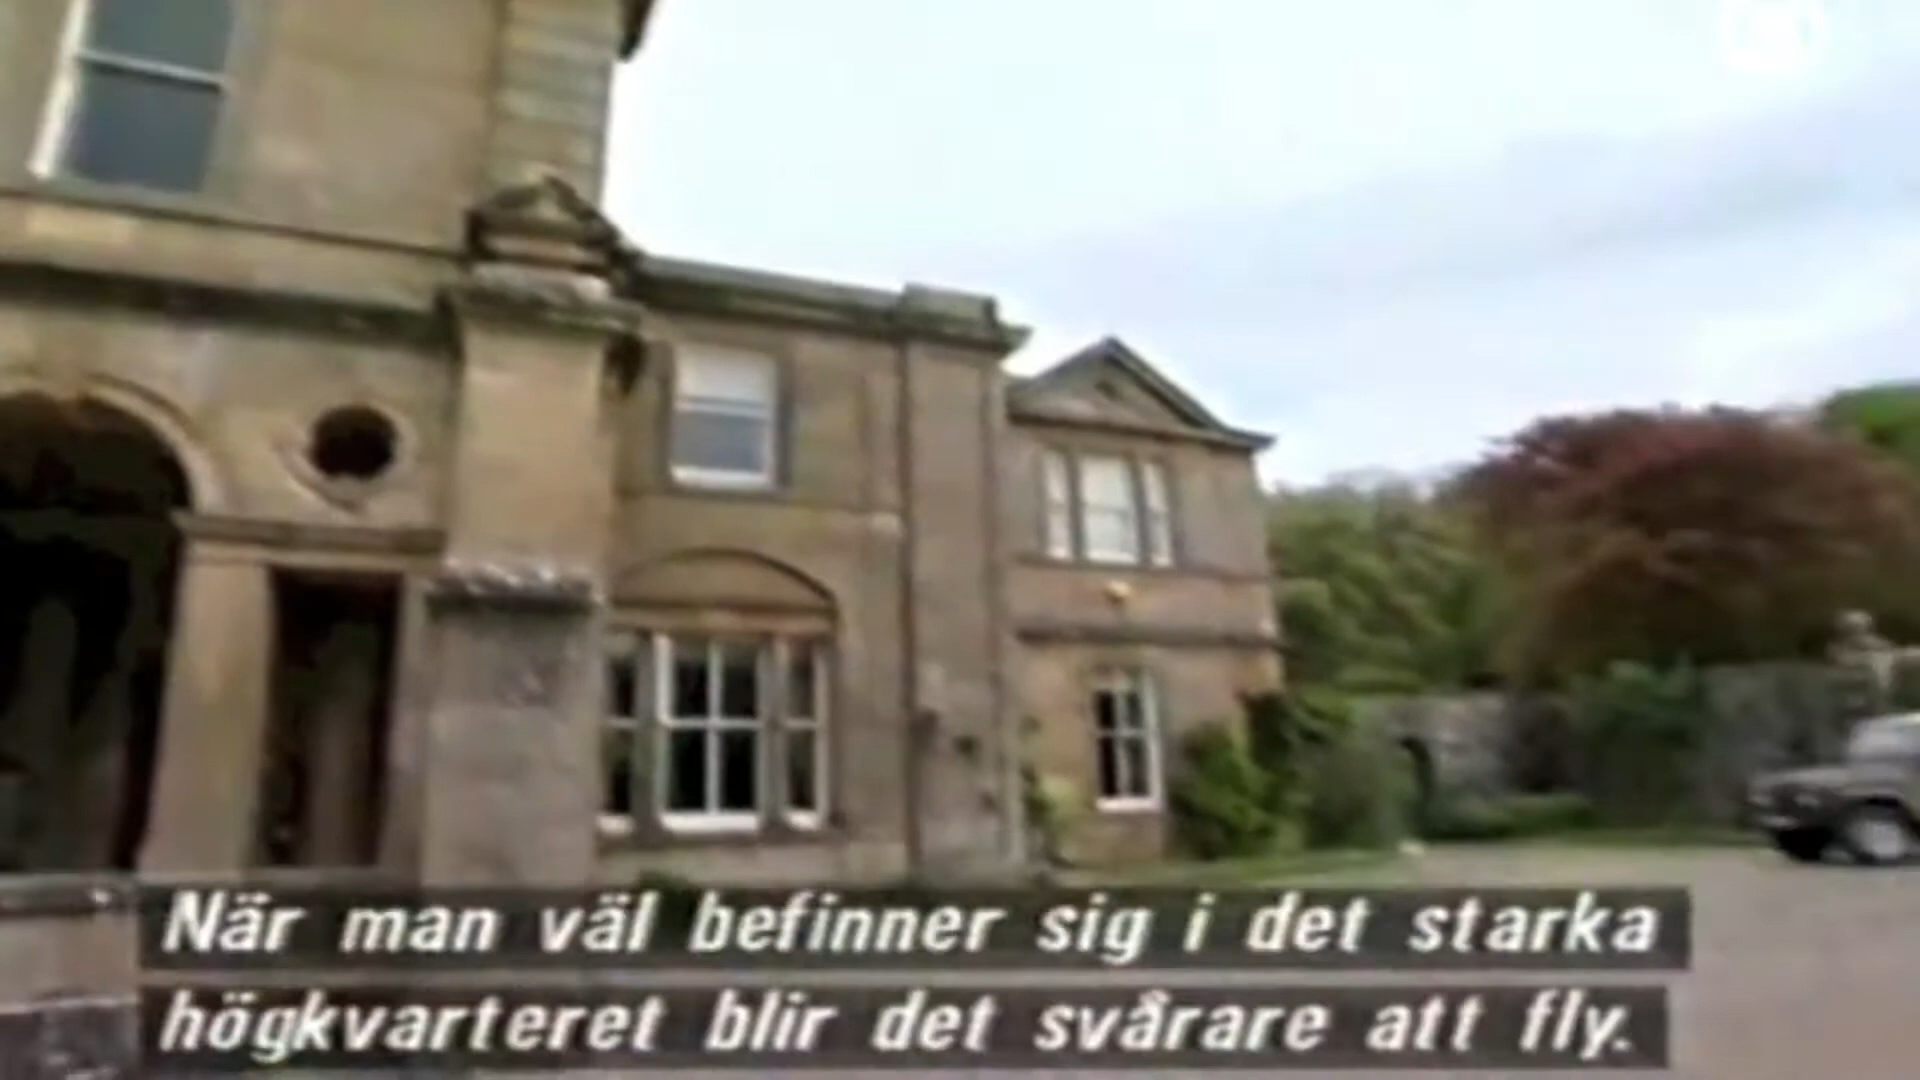 När man väl befinner sig i det starka
högkvarteret blir det svårare att fly.